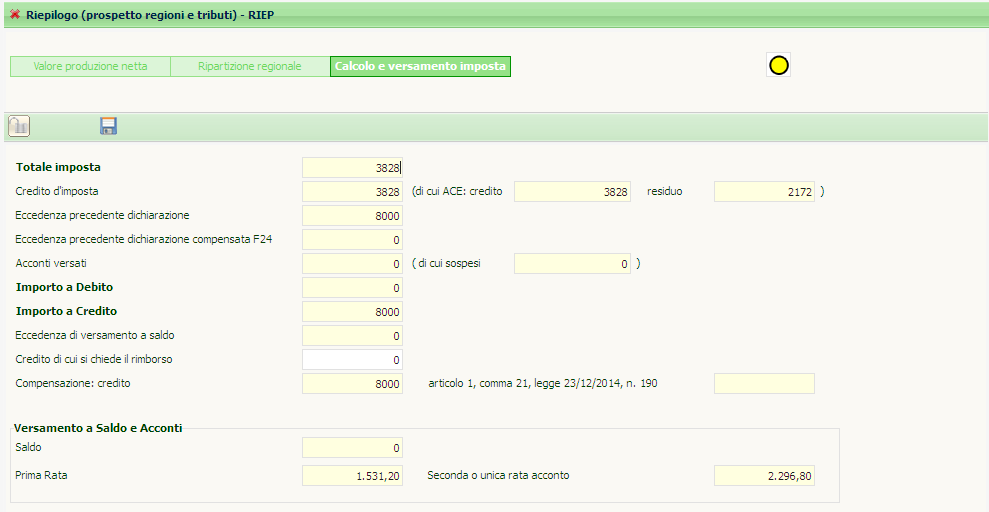 Riepilogo (prospetto regioni e tributi) - RIEP
Valore produzione netta Ripartizione regionale Calcolo e versamento imposta
Totale imposta 3828
Credito d'imposta 3828 (di cui ACE: credito 3828 residuo 2172 )
Eccedenza precedente dichiarazione 8000
Eccedenza precedente dichiarazione compensata F24 0
Acconti versati 0 ( di cui sospesi 0 )
Importo a Debito 0
Importo a Credito 8000
Eccedenza di versamento a saldo 0
Credito di cui si chiede il rimborso 0
Compensazione: credito 8000 articolo 1, comma 21, legge 23/12/2014, n. 190
Versamento a Saldo e Acconti
Saldo 0
Prima Rata 1.531,20 Seconda o unica rata acconto 2.296,80